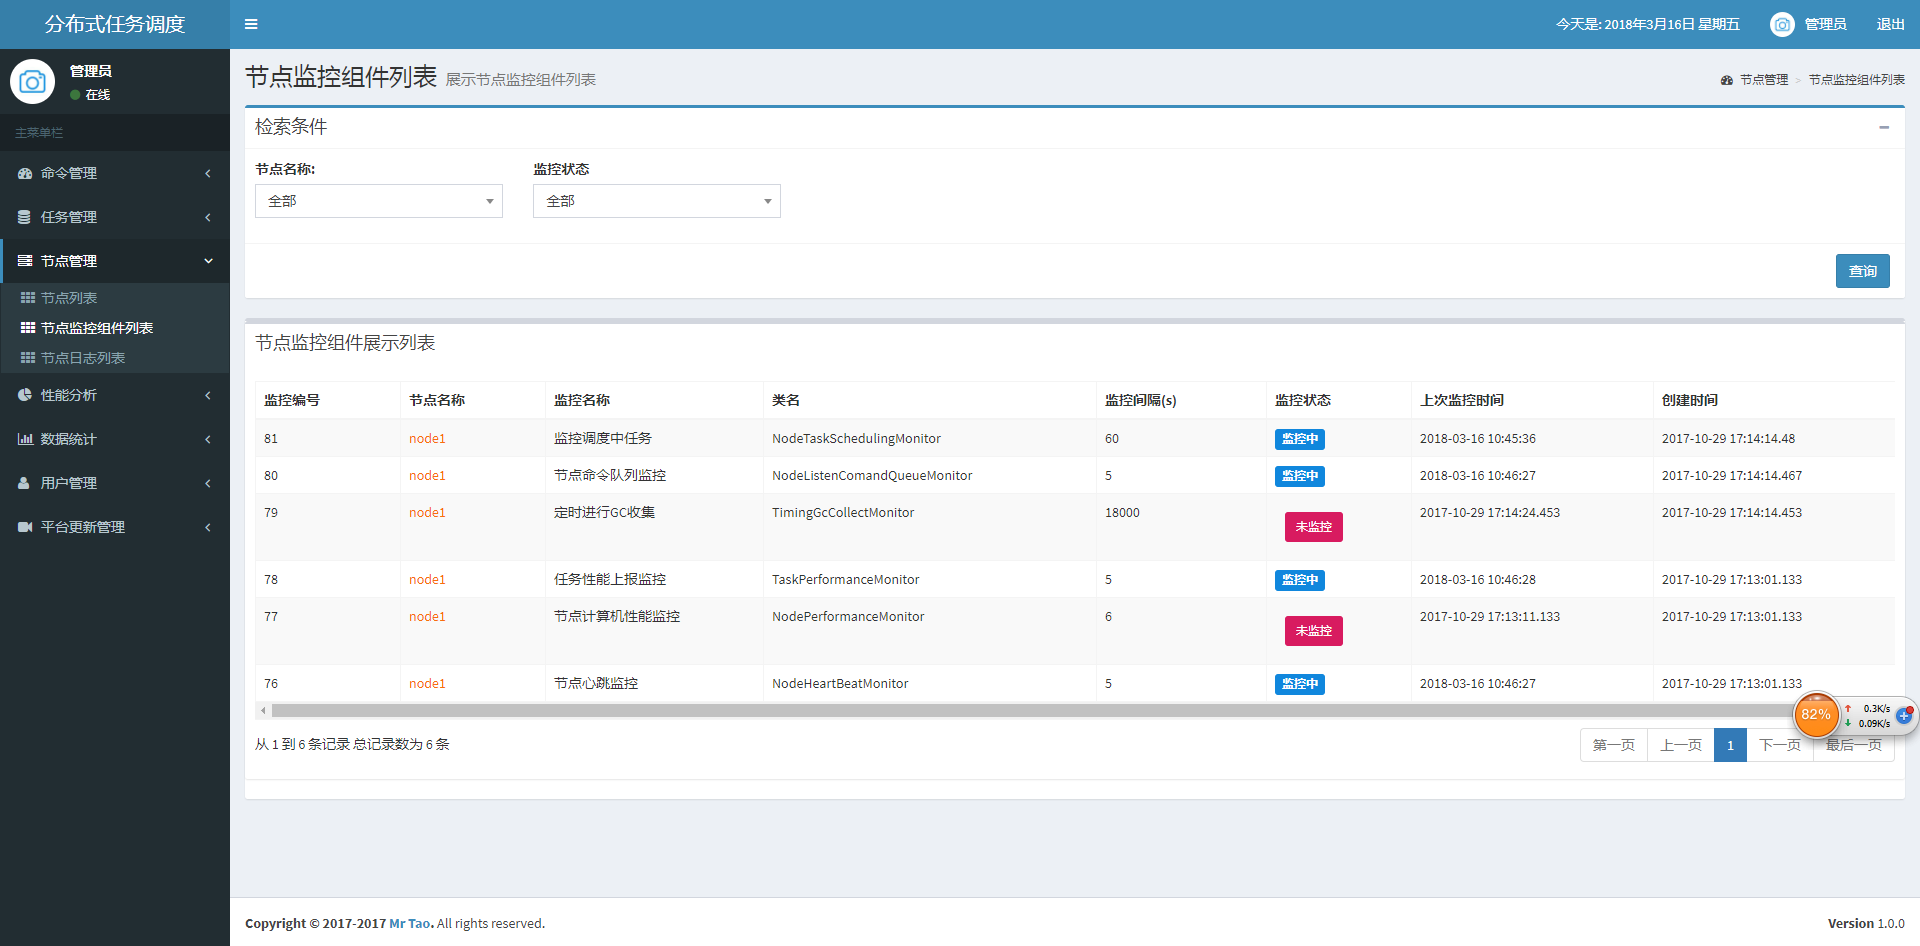 分布式任务调度
今天是: 2018年3月16日 星期五
管理员
退出
管理员
在线
主菜单栏
命令管理
任务管理
节点管理
节点列表
节点监控组件列表
节点日志列表
性能分析
数据统计
用户管理
平台更新管理
节点监控组件列表 展示节点监控组件列表
节点管理 > 节点监控组件列表
检索条件
节点名称: 监控状态
全部 全部
查询
节点监控组件展示列表
监控编号 节点名称 监控名称 类名 监控间隔(s) 监控状态 上次监控时间 创建时间
81 node1 监控调度中任务 NodeTaskSchedulingMonitor 60 监控中 2018-03-16 10:45:36 2017-10-29 17:14:14.48
80 node1 节点命令队列监控 NodeListenComandQueueMonitor 5 监控中 2018-03-16 10:46:27 2017-10-29 17:14:14.467
79 node1 定时进行GC收集 TimingGcCollectMonitor 18000 未监控 2017-10-29 17:14:24.453 2017-10-29 17:14:14.453
78 node1 任务性能上报监控 TaskPerformanceMonitor 5 监控中 2018-03-16 10:46:28 2017-10-29 17:13:01.133
77 node1 节点计算机性能监控 NodePerformanceMonitor 6 未监控 2017-10-29 17:13:11.133 2017-10-29 17:13:01.133
76 node1 节点心跳监控 NodeHeartBeatMonitor 5 监控中 2018-03-16 10:46:27 2017-10-29 17:13:01.133
82%
0.3K/s
0.09K/s
从 1 到 6 条记录 总记录数为 6 条
第一页 上一页 1 下一页 最后一页
Copyright © 2017-2017 Mr Tao. All rights reserved.
Version 1.0.0